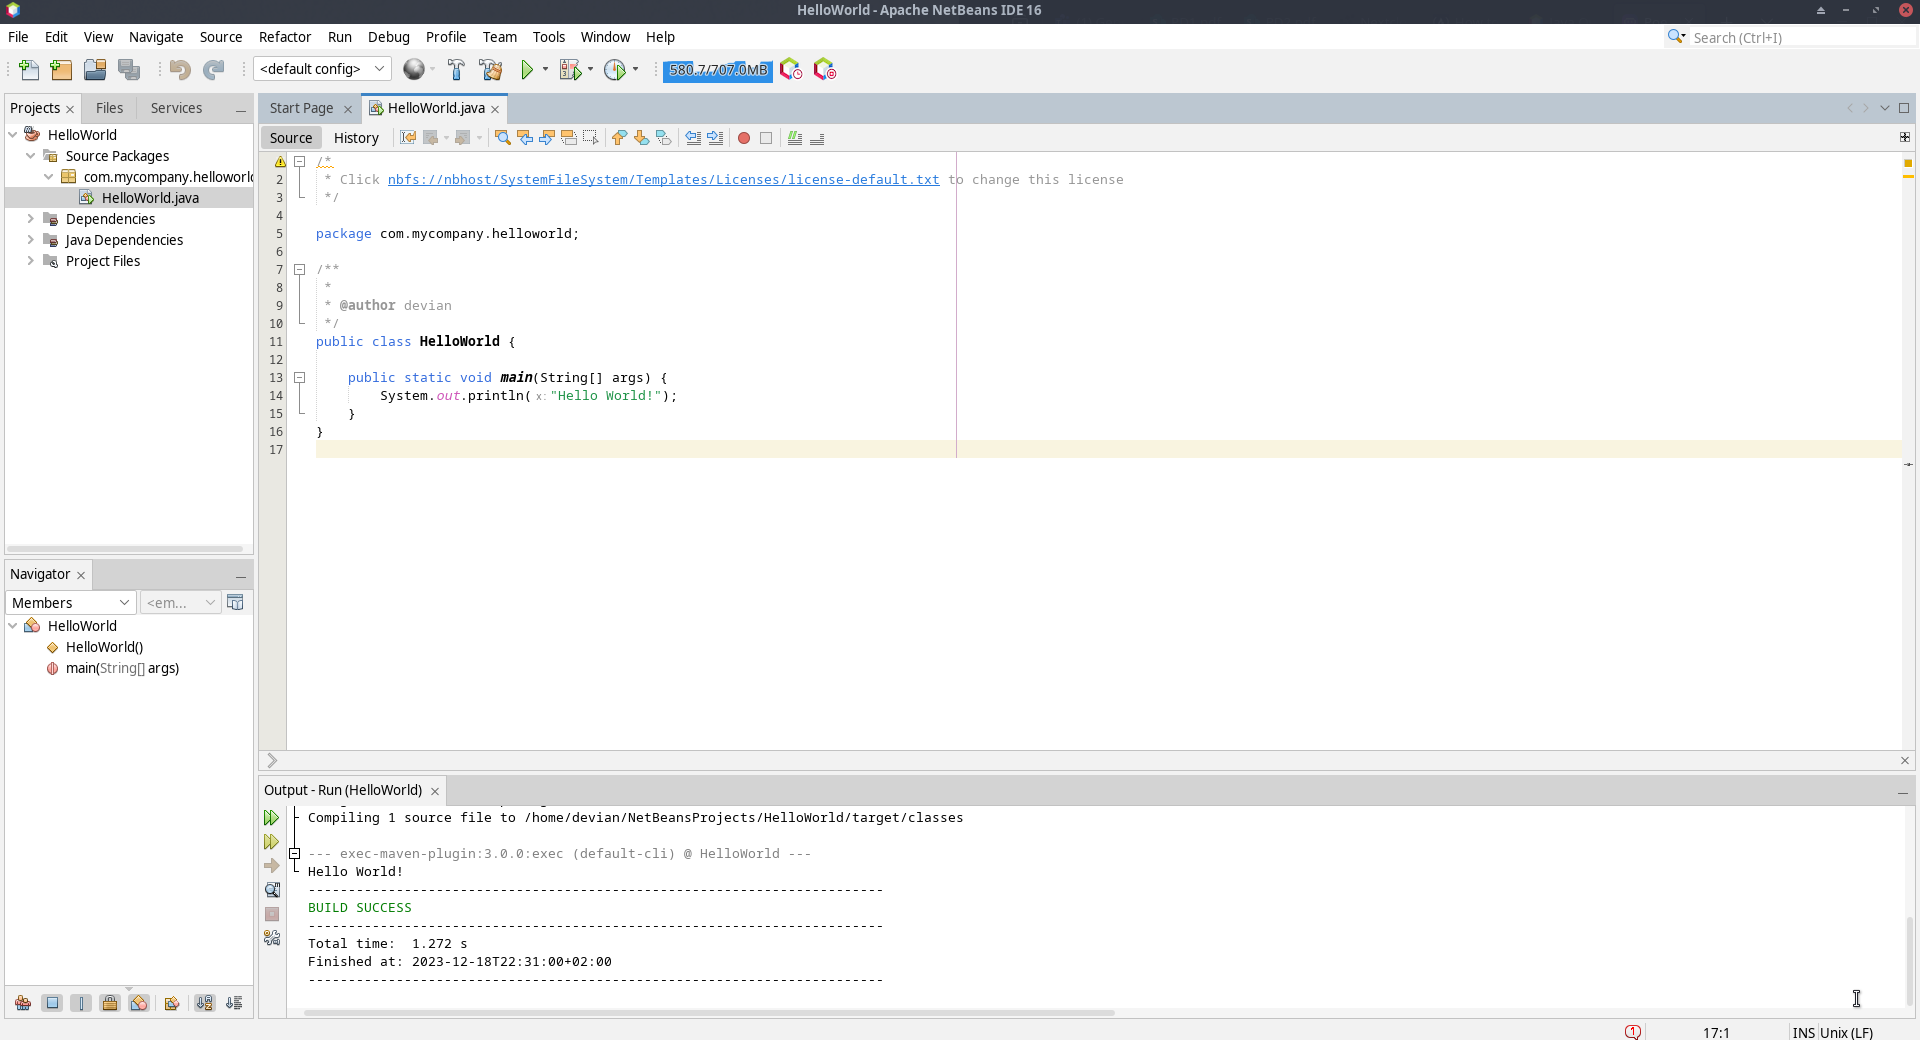 HelloWorld - Apache NetBeans IDE 16
File Edit View Navigate Source Refactor Run Debug Profile Team Tools Window Help
Search (Ctrl+I)
<default config>
580.7/707.0MB
Projects Files Services
HelloWorld
Source Packages
com.mycompany.helloworld
HelloWorld.java
Dependencies
Java Dependencies
Project Files
Navigator
Members <em...
HelloWorld
HelloWorld()
main(String[] args)
Start Page HelloWorld.java
Source History
/*
2 * Click nbfs://nbhost/SystemFileSystem/Templates/Licenses/license-default.txt to change this license
3 */
4
5 package com.mycompany.helloworld;
6
7 /**
8 *
9 * @author devian
10 */
11 public class HelloWorld {
12
13 public static void main(String[] args) {
14 System.out.println( x: "Hello World!");
15 }
16 }
17
Output - Run (HelloWorld)
Compiling 1 source file to /home/devian/NetBeansProjects/HelloWorld/target/classes
--- exec-maven-plugin:3.0.0:exec (default-cli) @ HelloWorld ---
Hello World!
------------------------------------------------------------------------
BUILD SUCCESS
------------------------------------------------------------------------
Total time: 1.272 s
Finished at: 2023-12-18T22:31:00+02:00
------------------------------------------------------------------------
17:1 INS Unix (LF)